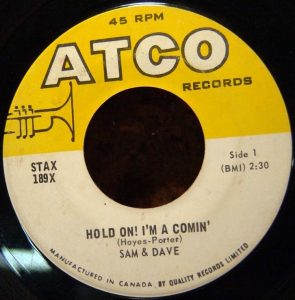 45 RPM
ATCO
RECORDS
STAX
189X
Side 1
(BMI) 2:30
HOLD ON! I'M A COMIN'
(Hayes-Porter)
SAM & DAVE
MANUFACTURED IN CANADA, BY QUALITY RECORDS LIMITED